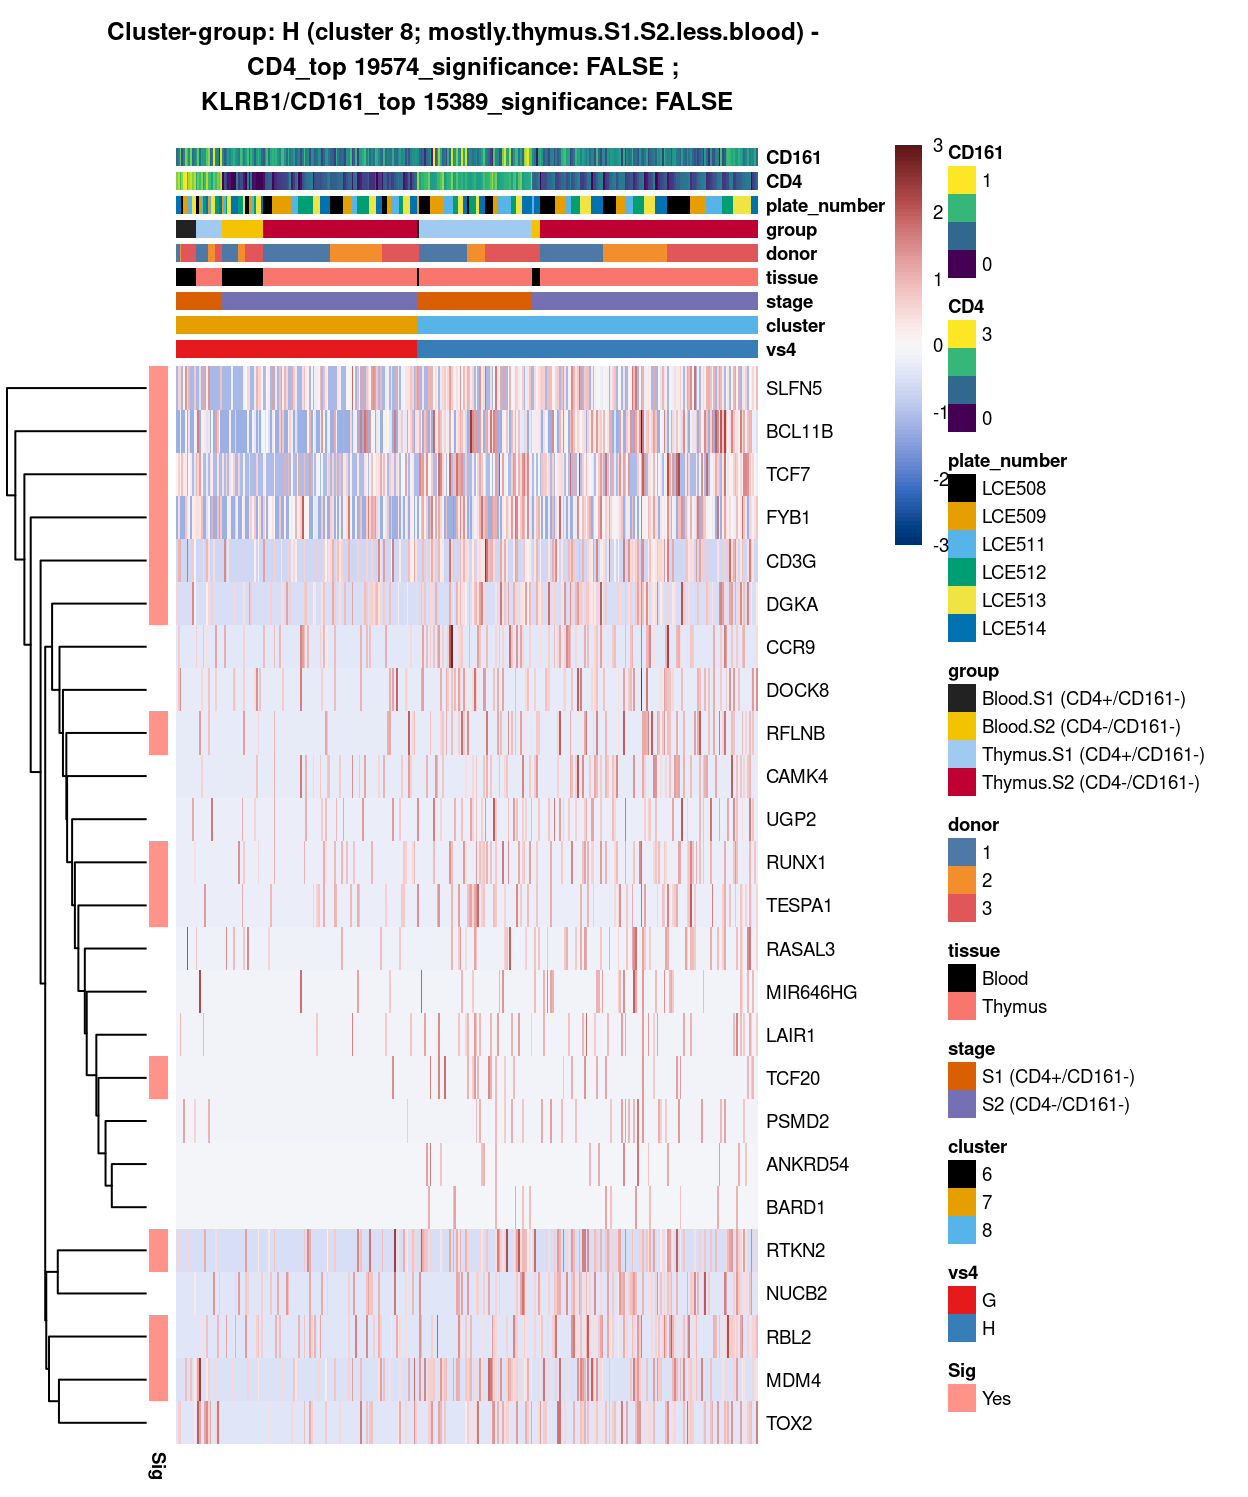 Cluster-group: H (cluster 8; mostly.thymus.S1.S2.less.blood) -
CD4_top 19574_significance: FALSE ;
KLRB1/CD161_top 15389_significance: FALSE
CD161
CD4
plate_number
group
donor
tissue
stage
cluster
vs4
SLFN5
BCL11B
TCF7
FYB1
CD3G
DGKA
CCR9
DOCK8
RFLNB
CAMK4
UGP2
RUNX1
TESPA1
RASAL3
MIR646HG
LAIR1
TCF20
PSMD2
ANKRD54
BARD1
RTKN2
NUCB2
RBL2
MDM4
TOX2
Sig
3
2
1
0
-1
-2
-3
CD161
1
0
CD4
3
0
plate_number
LCE508
LCE509
LCE511
LCE512
LCE513
LCE514
group
Blood.S1 (CD4+/CD161-)
Blood.S2 (CD4-/CD161-)
Thymus.S1 (CD4+/CD161-)
Thymus.S2 (CD4-/CD161-)
donor
1
2
3
tissue
Blood
Thymus
stage
S1 (CD4+/CD161-)
S2 (CD4-/CD161-)
cluster
6
7
8
vs4
G
H
Sig
Yes